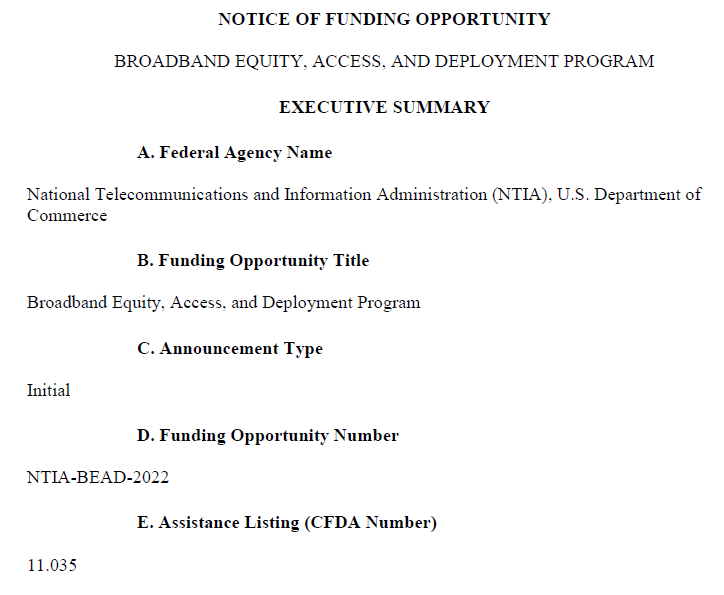 NOTICE OF FUNDING OPPORTUNITY
BROADBAND EQUITY, ACCESS, AND DEPLOYMENT PROGRAM
EXECUTIVE SUMMARY
A. Federal Agency Name
National Telecommunications and Information Administration (NTIA), U.S. Department of
Commerce
B. Funding Opportunity Title
Broadband Equity, Access, and Deployment Program
C. Announcement Type
Initial
D. Funding Opportunity Number
NTIA-BEAD-2022
E. Assistance Listing (CFDA Number)
11.035